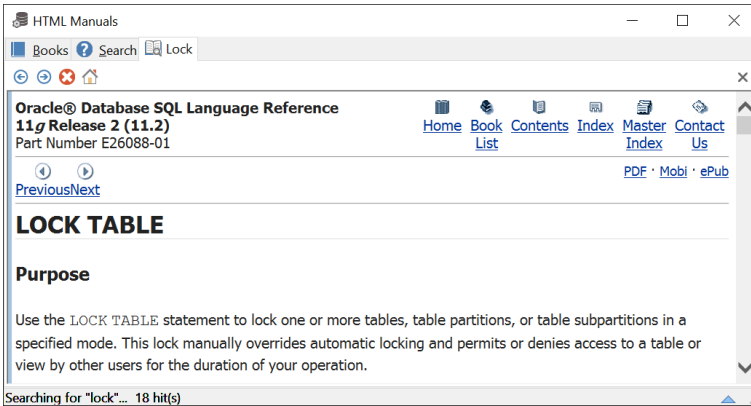 HTML Manuals
Books Search Lock
Oracle® Database SQL Language Reference
11g Release 2 (11.2)
Part Number E26088-01
Home Book List Contents Index Master Index Contact Us
Previous Next
PDF · Mobi · ePub
LOCK TABLE
Purpose
Use the LOCK TABLE statement to lock one or more tables, table partitions, or table subpartitions in a
specified mode. This lock manually overrides automatic locking and permits or denies access to a table or
view by other users for the duration of your operation.
Searching for "lock"... 18 hit(s)